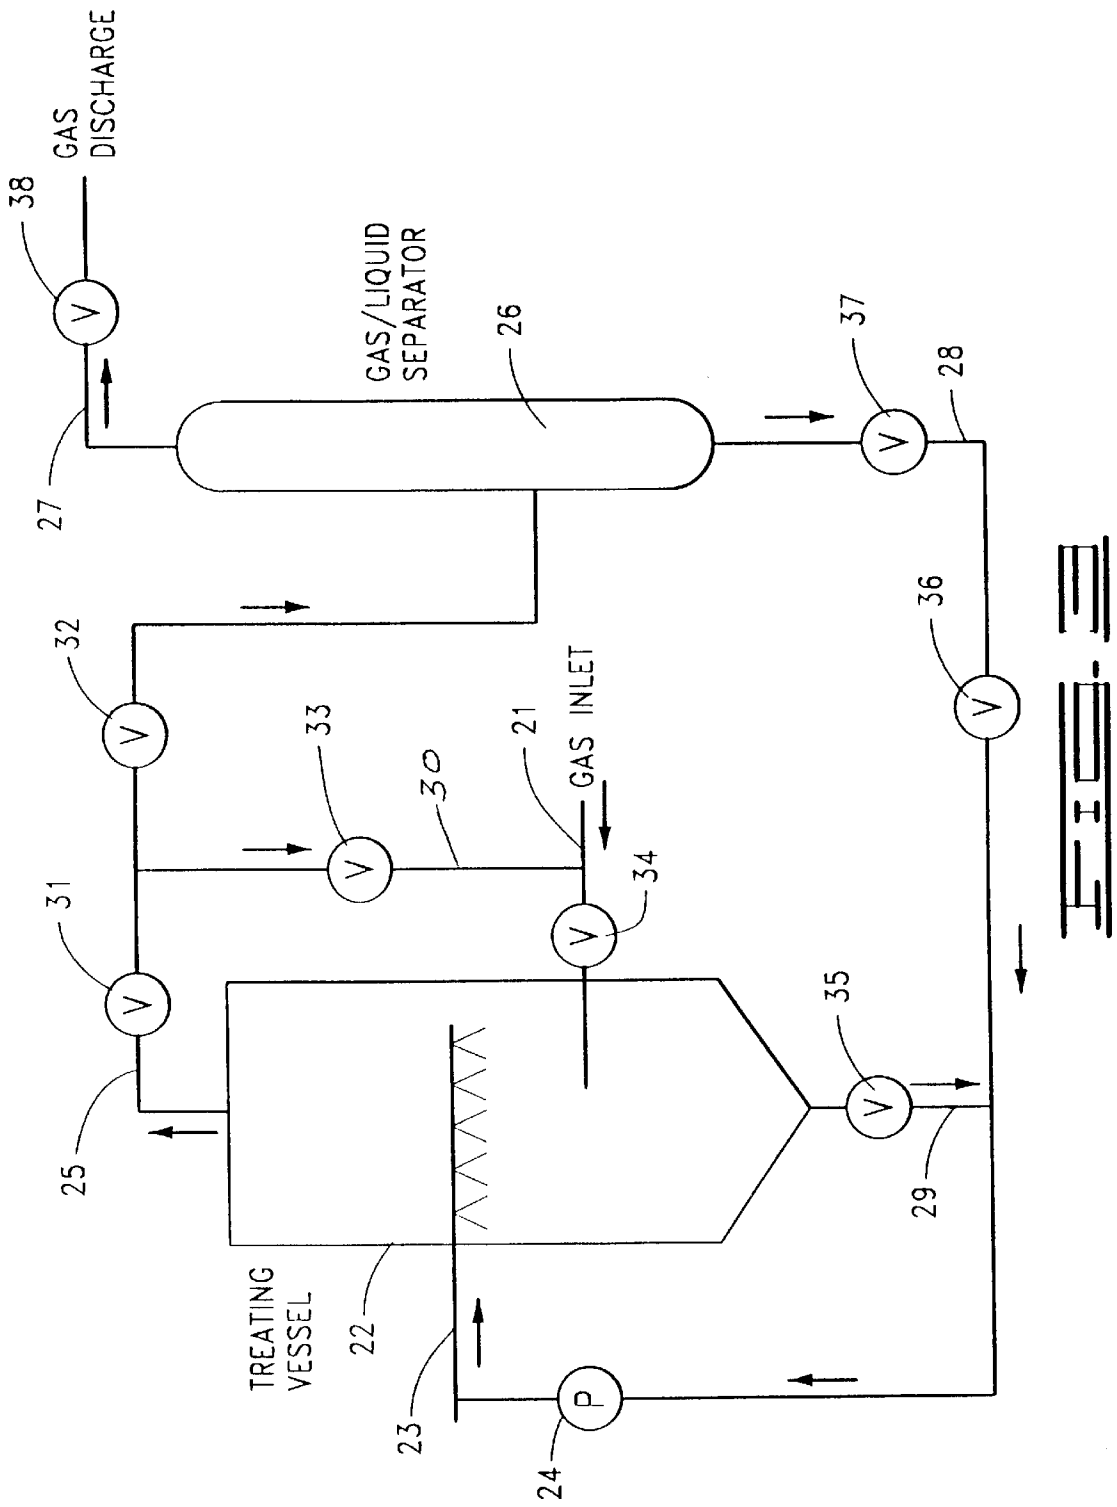 38
27
31
32
GAS
DISCHARGE
25
TREATING
VESSEL
33
22
GAS/LIQUID
SEPARATOR
23
30
26
21
24
GAS INLET
34
V
V
V
V
V
P
35
37
V
V
29
28
36
V
FIG.